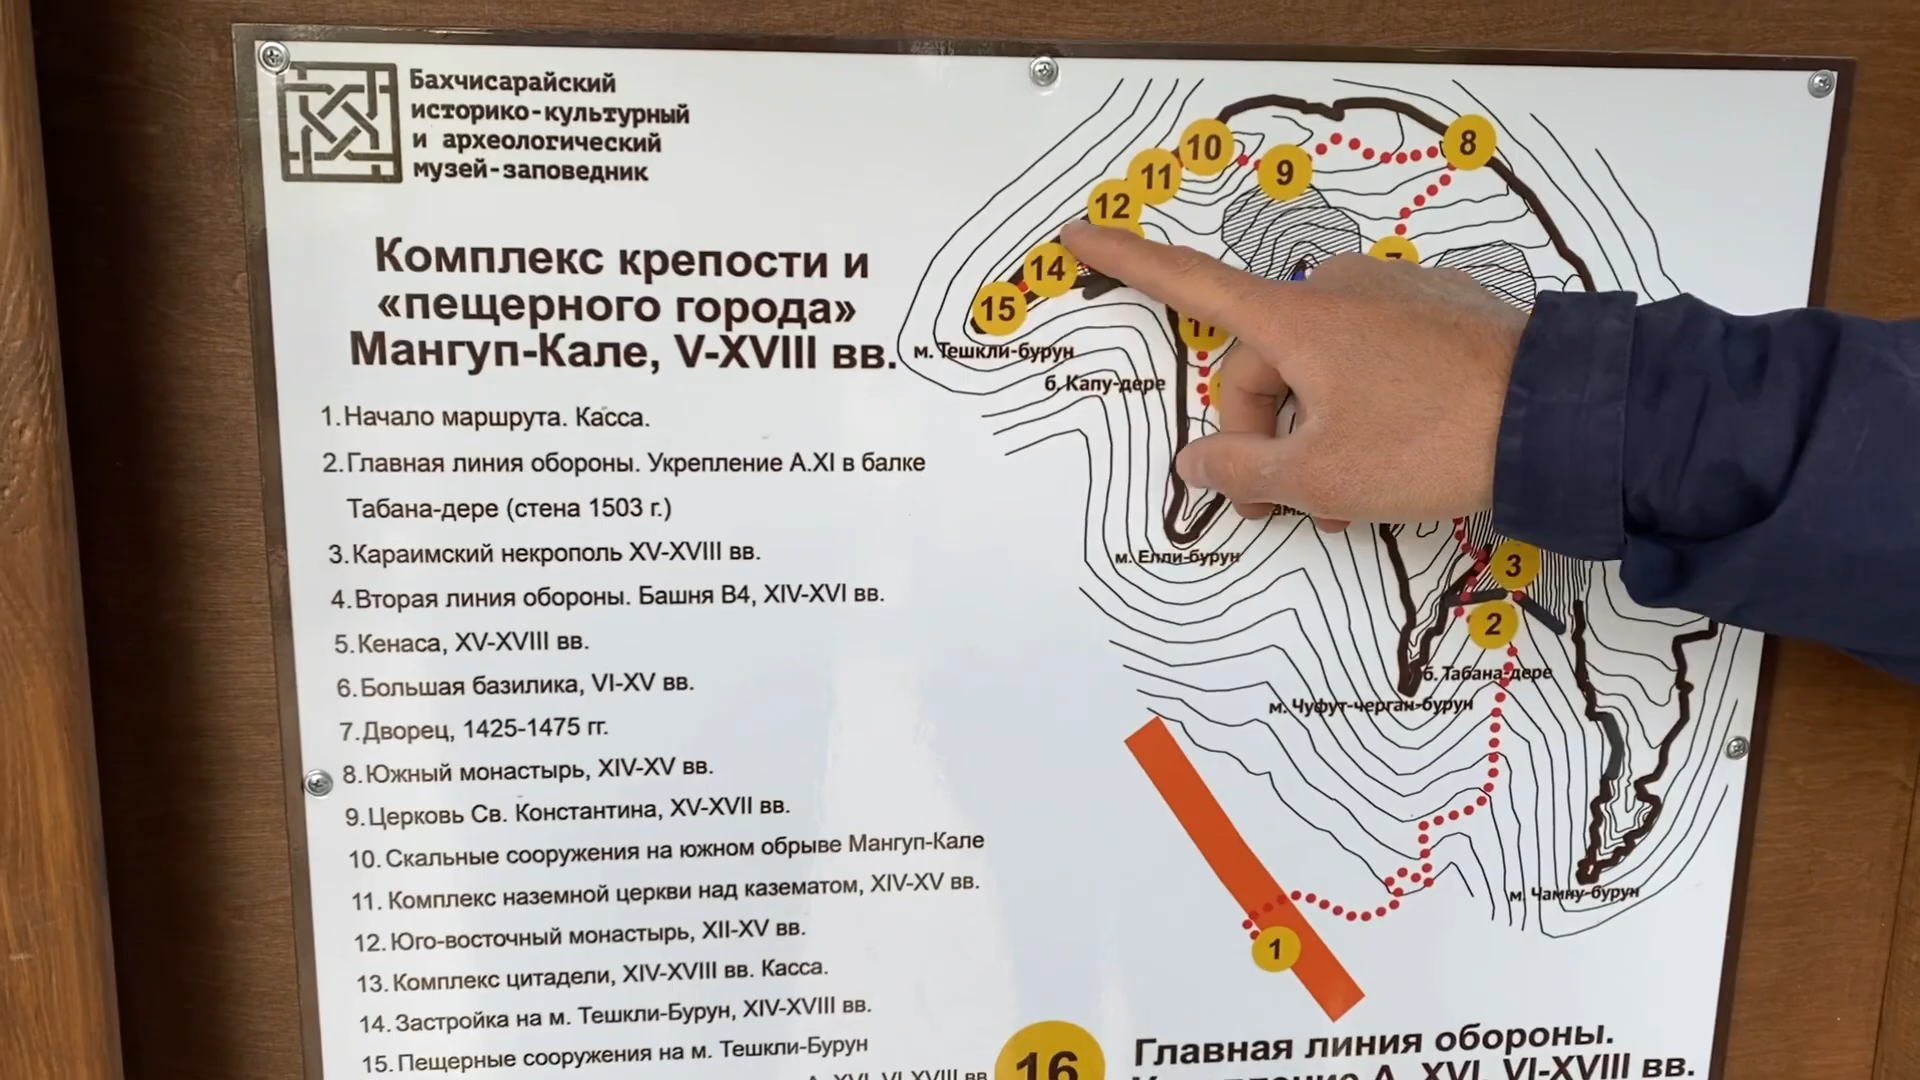 Бахчисарайский
историко-культурный
и археологический
музей-заповедник
Комплекс крепости и
«пещерного города»
Мангуп-Кале, V-XVIII вв.
1.Начало маршрута. Касса.
2.Главная линия обороны. Укрепление А.XI в балке
Табана-дере (стена 1503 г.)
3.Караимский некрополь XV-XVIII вв.
4.Вторая линия обороны. Башня В4, XIV-XVI вв.
5.Кенаса, XV-XVIII вв.
6.Большая базилика, VI-XV вв.
7.Дворец, 1425-1475 гг.
8.Южный монастырь, XIV-XV вв.
9.Церковь Св. Константина, XV-XVII вв.
10.Скальные сооружения на южном обрыве Мангуп-Кале
11.Комплекс наземной церкви над казематом, XIV-XV вв.
12.Юго-восточный монастырь, XII-XV вв.
13.Комплекс цитадели, XIV-XVIII вв. Касса.
14.Застройка на м. Тешкли-Бурун, XIV-XVIII вв.
15.Пещерные сооружения на м. Тешкли-Бурун
8
10
9
11
12
7
14
15
17
м. Тешкли-бурун
б. Капу-дере
м. Елли-бурун
3
2
б. Табана-дере
м. Чуфут-черган-бурун
м. Чамну-бурун
1
16
Главная линия обороны.
А. XVI, VI-XVIII вв.